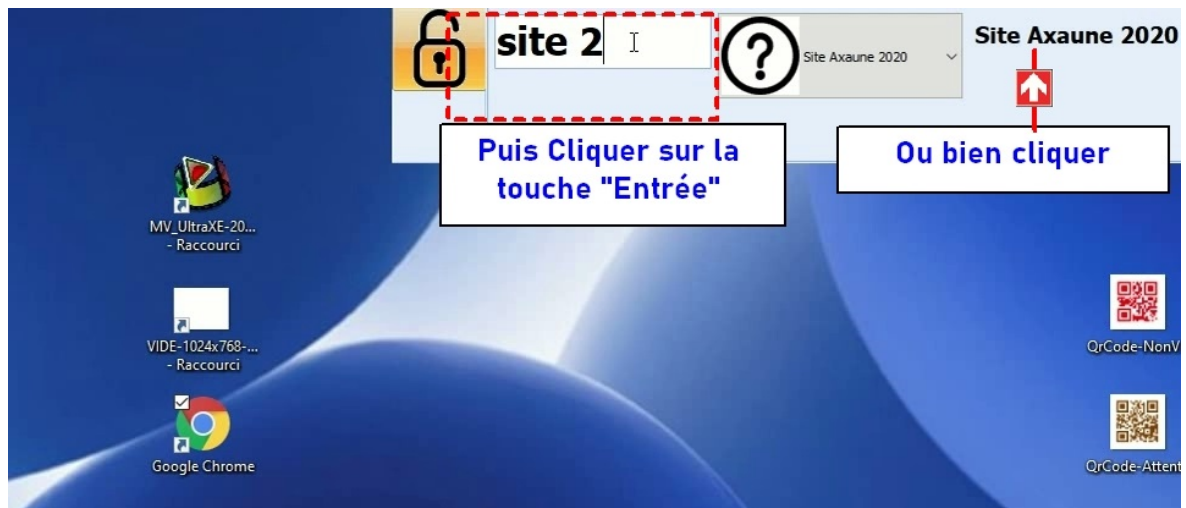 site 2
Site Axaune 2020
Site Axaune 2020
Puis Cliquer sur la
touche "Entrée"
Ou bien cliquer
MV_UltraXE-20...
- Raccourci
VIDE-1024x768-...
- Raccourci
Google Chrome
QrCode-NonV
QrCode-Attent